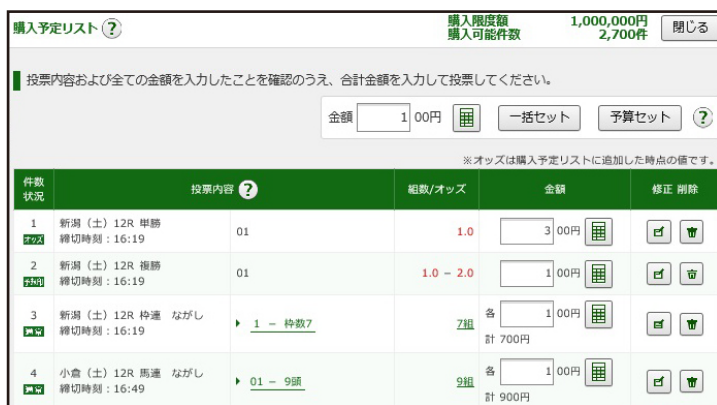 購入予定リスト ?
購入限度額 1,000,000円
購入可能件数 2,700件
閉じる
投票内容および全ての金額を入力したことを確認のうえ、合計金額を入力して投票してください。
金額 1 00円 一括セット 予算セット ?
※オッズは購入予定リストに追加した時点の値です。
件数 状況 投票内容 ? 組数/オッズ 金額 修正 削除
1 新潟（土）12R 単勝 01 1.0 3 00円
オッズ 締切時刻：16:19
2 新潟（土）12R 複勝 01 1.0 － 2.0 1 00円
予約 締切時刻：16:19
3 新潟（土）12R 枠連 ながし 1 － 枠数7 7組 各 1 00円
通常 締切時刻：16:19 計 700円
4 小倉（土）12R 馬連 ながし 01 － 9頭 9組 各 1 00円
通常 締切時刻：16:49 計 900円